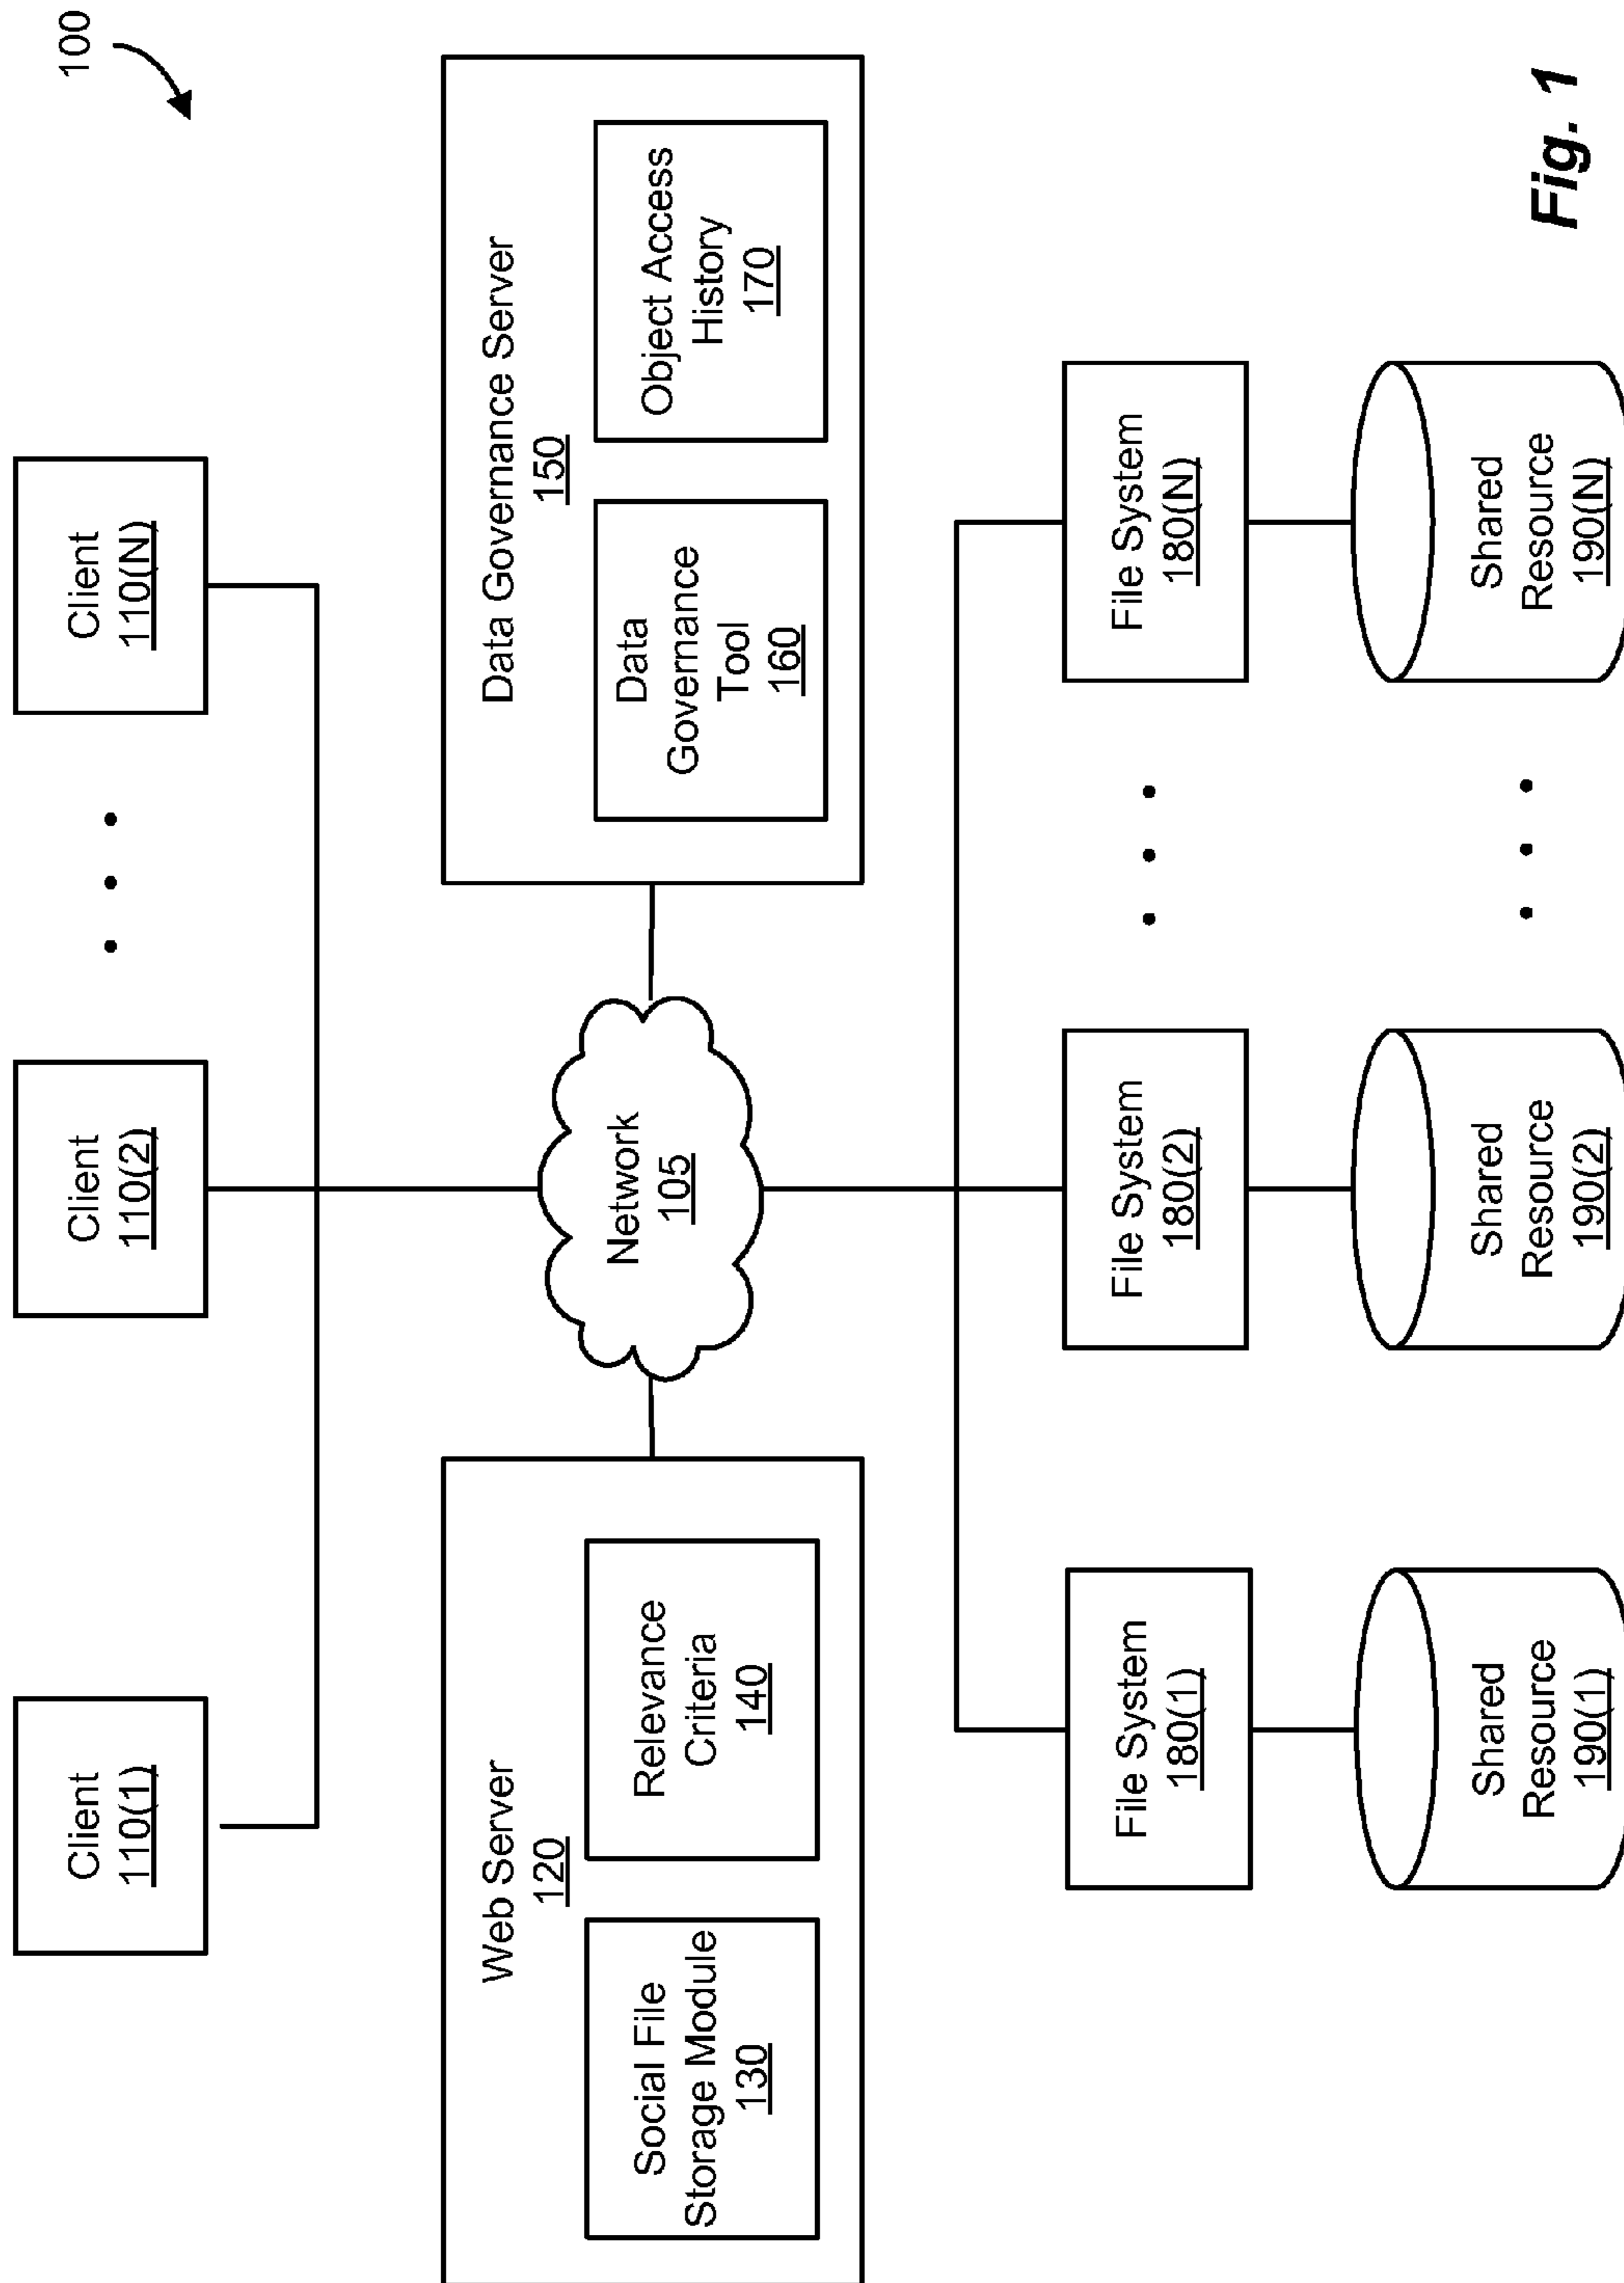 100
Client
110(1)
Client
110(2)
Client
110(N)
Web Server
120
Social File
Storage Module
130
Relevance
Criteria
140
Network
105
Data Governance Server
150
Data
Governance
Tool
160
Object Access
History
170
File System
180(1)
File System
180(2)
File System
180(N)
Shared
Resource
190(1)
Shared
Resource
190(2)
Shared
Resource
190(N)
Fig. 1